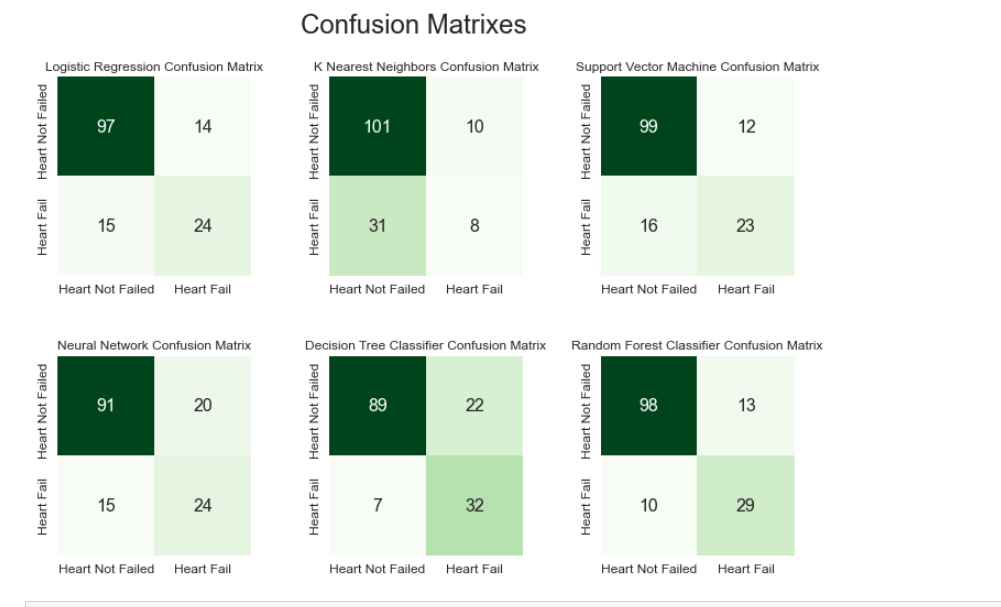 Confusion Matrixes
Logistic Regression Confusion Matrix
Heart Not Failed
97 14
Heart Fail
15 24
Heart Not Failed Heart Fail
K Nearest Neighbors Confusion Matrix
Heart Not Failed
101 10
Heart Fail
31 8
Heart Not Failed Heart Fail
Support Vector Machine Confusion Matrix
Heart Not Failed
99 12
Heart Fail
16 23
Heart Not Failed Heart Fail
Neural Network Confusion Matrix
Heart Not Failed
91 20
Heart Fail
15 24
Heart Not Failed Heart Fail
Decision Tree Classifier Confusion Matrix
Heart Not Failed
89 22
Heart Fail
7 32
Heart Not Failed Heart Fail
Random Forest Classifier Confusion Matrix
Heart Not Failed
98 13
Heart Fail
10 29
Heart Not Failed Heart Fail